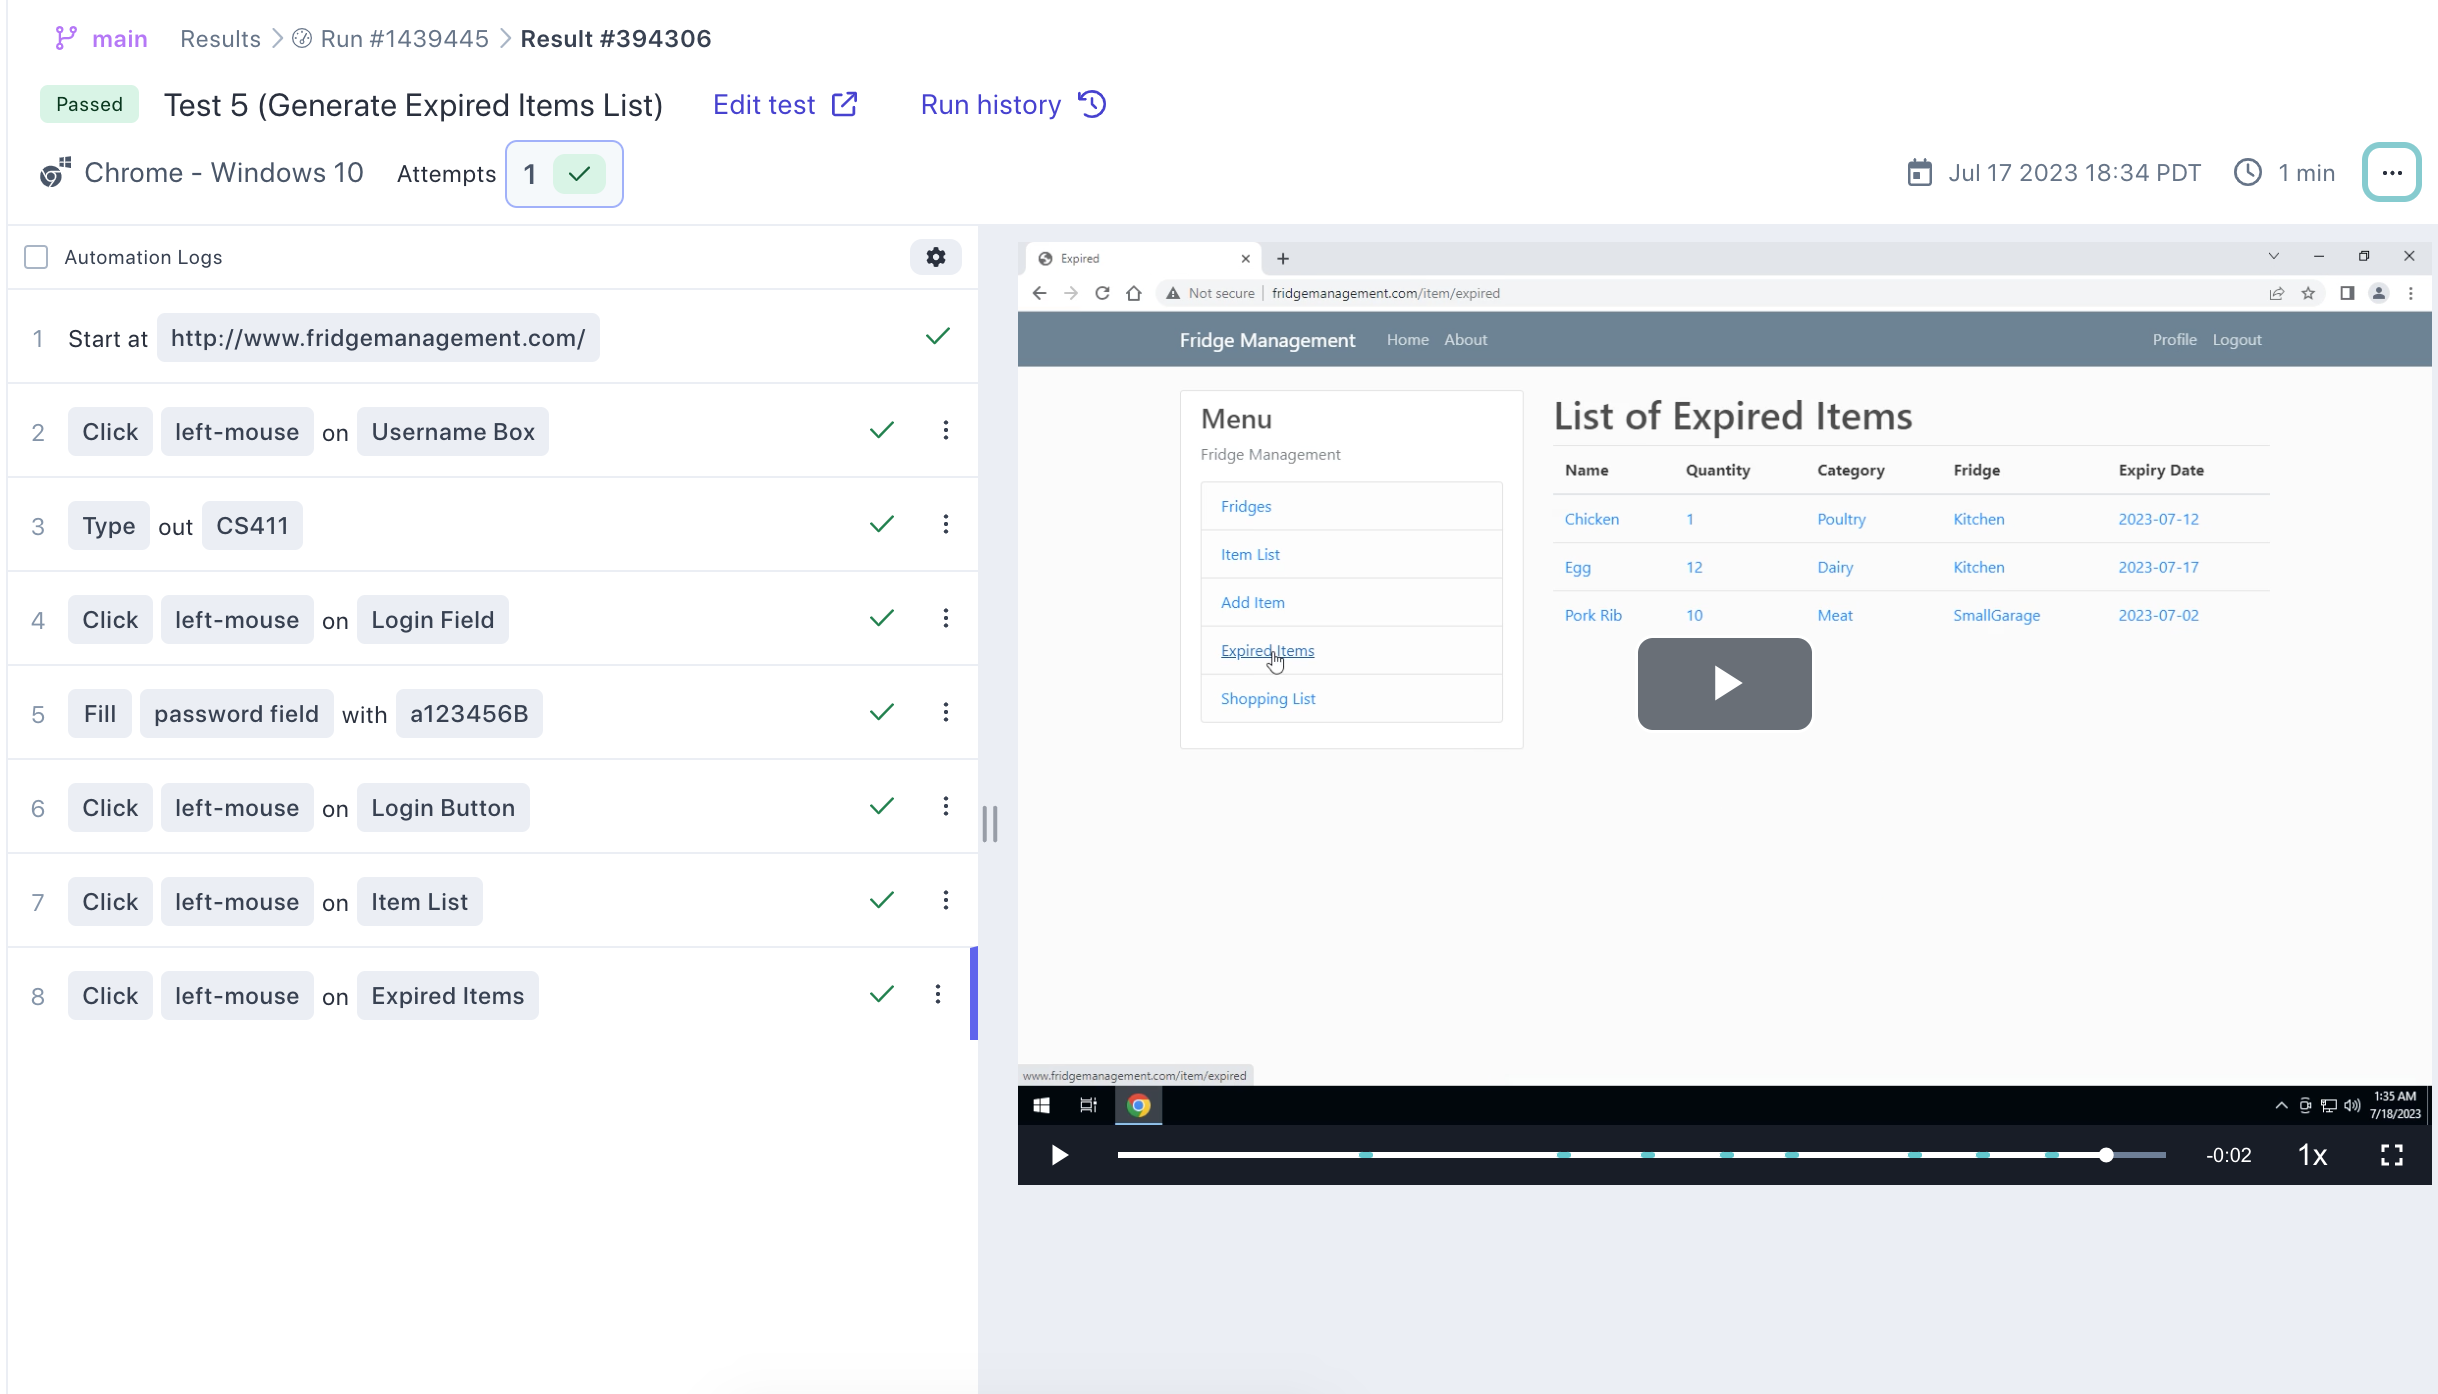 main Results Run #1439445 Result #394306
Passed Test 5 (Generate Expired Items List) Edit test Run history
Chrome - Windows 10 Attempts 1 Jul 17 2023 18:34 PDT 1 min
Automation Logs
1 Start at http://www.fridgemanagement.com/
2 Click left-mouse on Username Box
3 Type out CS411
4 Click left-mouse on Login Field
5 Fill password field with a123456B
6 Click left-mouse on Login Button
7 Click left-mouse on Item List
8 Click left-mouse on Expired Items
Expired
Not secure fridgemanagement.com/item/expired
Fridge Management Home About Profile Logout
Menu
Fridge Management
Fridges
Item List
Add Item
Expired Items
Shopping List
List of Expired Items
Name Quantity Category Fridge Expiry Date
Chicken 1 Poultry Kitchen 2023-07-12
Egg 12 Dairy Kitchen 2023-07-17
Pork Rib 10 Meat SmallGarage 2023-07-02
www.fridgemanagement.com/item/expired
1:35 AM
7/18/2023
-0:02 1x